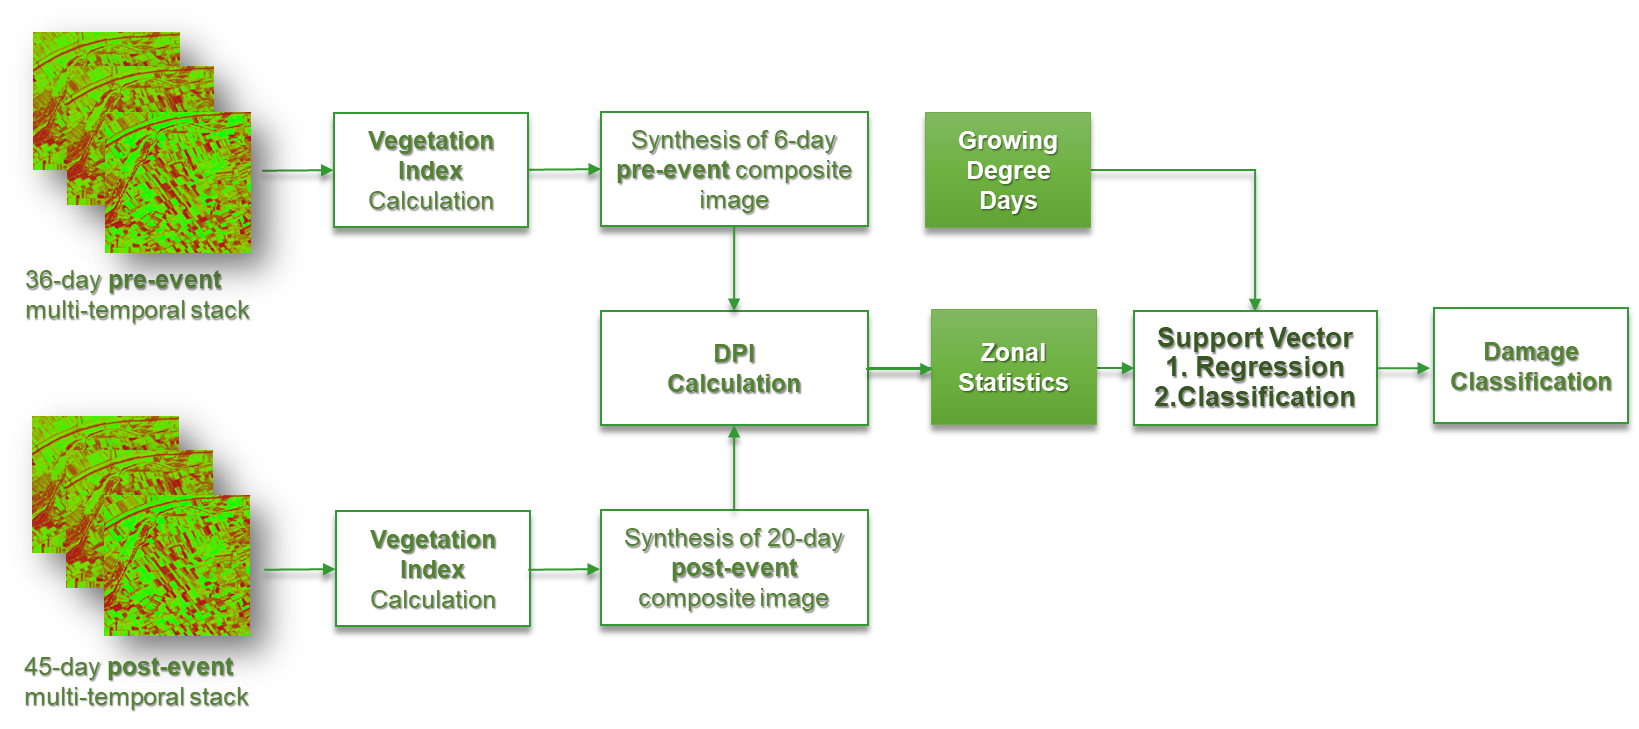 36-day pre-event
multi-temporal stack
Vegetation
Index
Calculation
Synthesis of 6-day
pre-event composite
image
Growing
Degree
Days
DPI
Calculation
Zonal
Statistics
Support Vector
1. Regression
2.Classification
Damage
Classification
45-day post-event
multi-temporal stack
Vegetation
Index
Calculation
Synthesis of 20-day
post-event
composite image